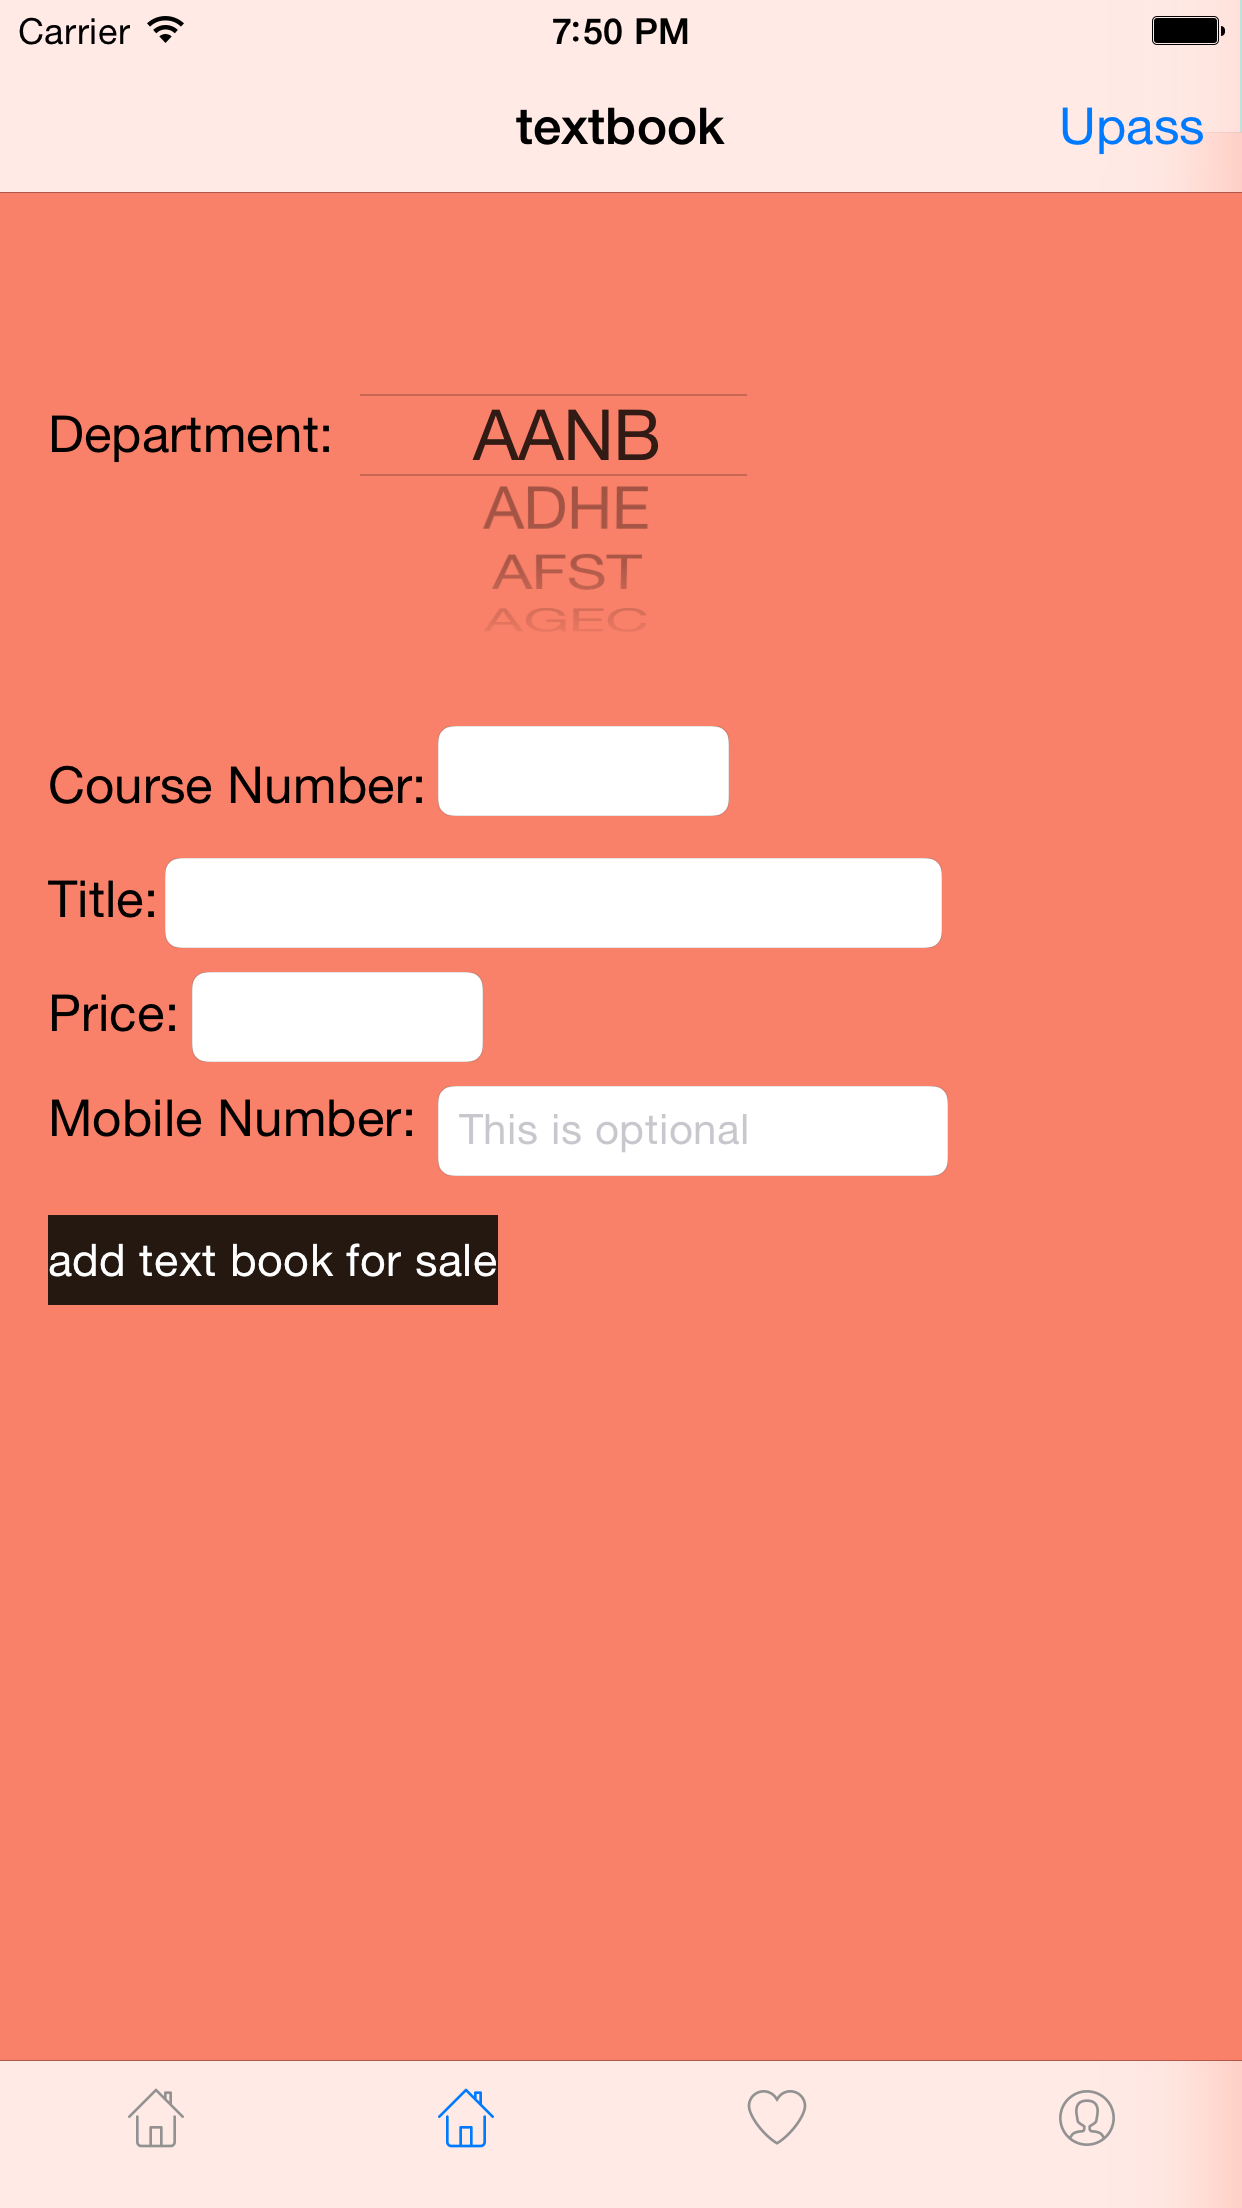 Carrier 7:50 PM
textbook Upass
Department: AANB
ADHE
AFST
AGEC
Course Number:
Title:
Price:
Mobile Number: This is optional
add text book for sale